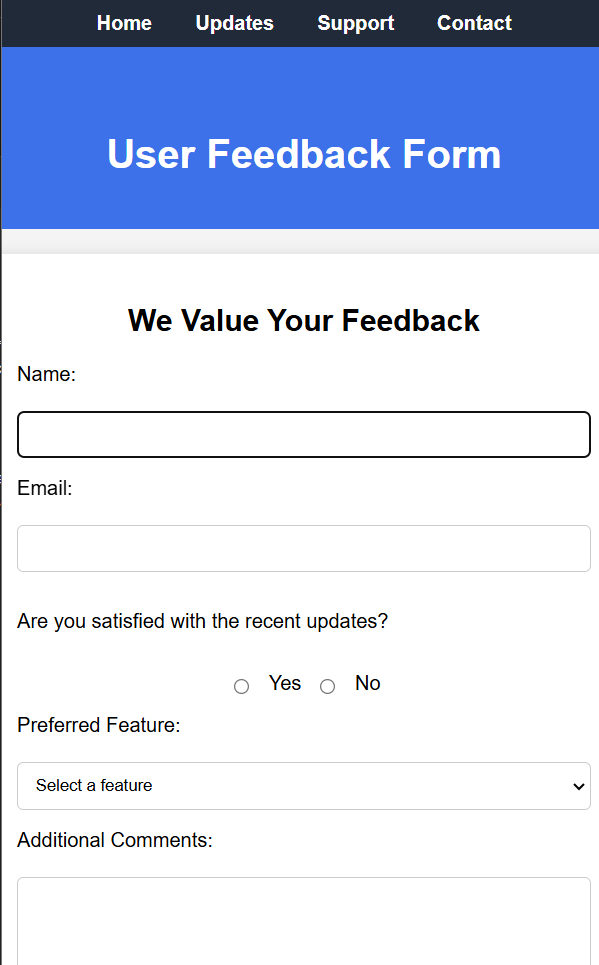 Home Updates Support Contact
User Feedback Form
We Value Your Feedback
Name:
Email:
Are you satisfied with the recent updates?
Yes No
Preferred Feature:
Select a feature
Additional Comments: